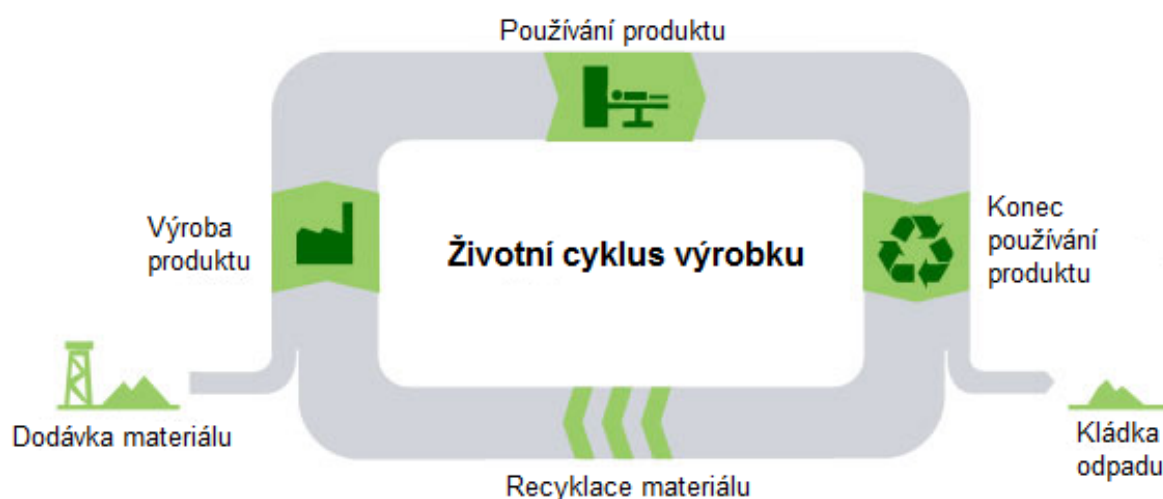 Používání produktu
Výroba
produktu
Životní cyklus výrobku
Konec
používání
produktu
Dodávka materiálu
Kládka
odpadu
Recyklace materiálu